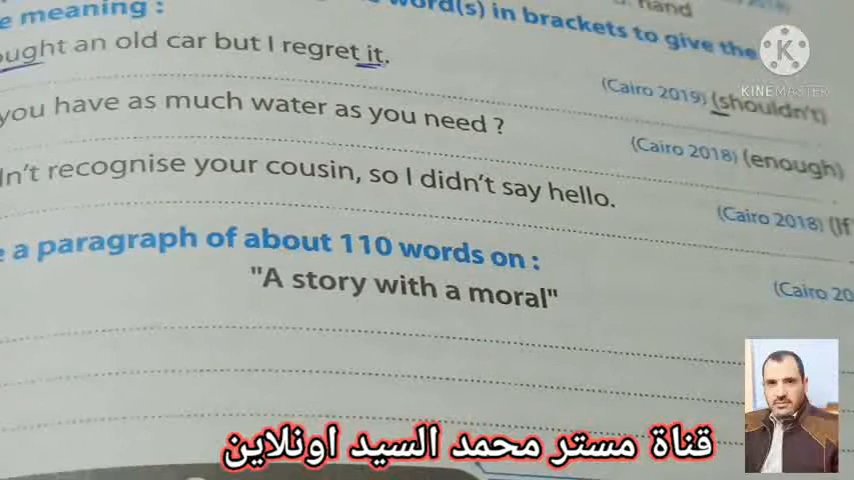 e meaning :
word(s) in brackets to give the
hand
ought an old car but I regret it.
(Cairo 2019) (shouldn't)
KINEMASTER
you have as much water as you need ?
(Cairo 2018) (enough)
n't recognise your cousin, so I didn't say hello.
(Cairo 2018) (If
e a paragraph of about 110 words on :
(Cairo 20
"A story with a moral"
قناة مستر محمد السيد اونلاين